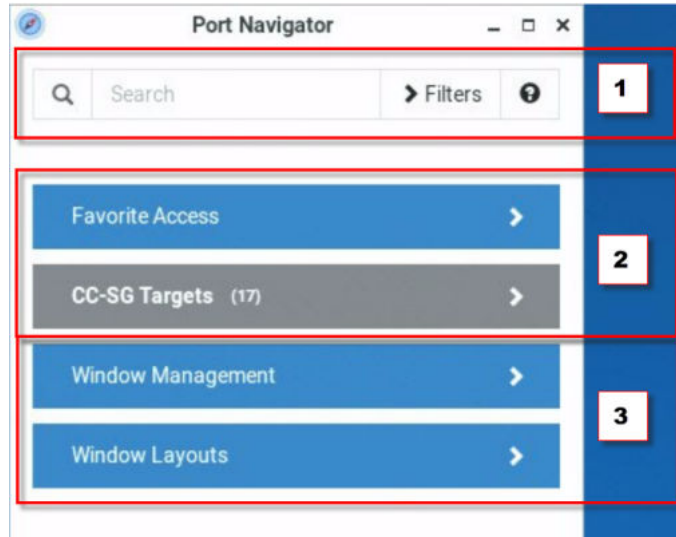 Port Navigator
Search Filters
1
Favorite Access
2
CC-SG Targets (17)
Window Management
3
Window Layouts